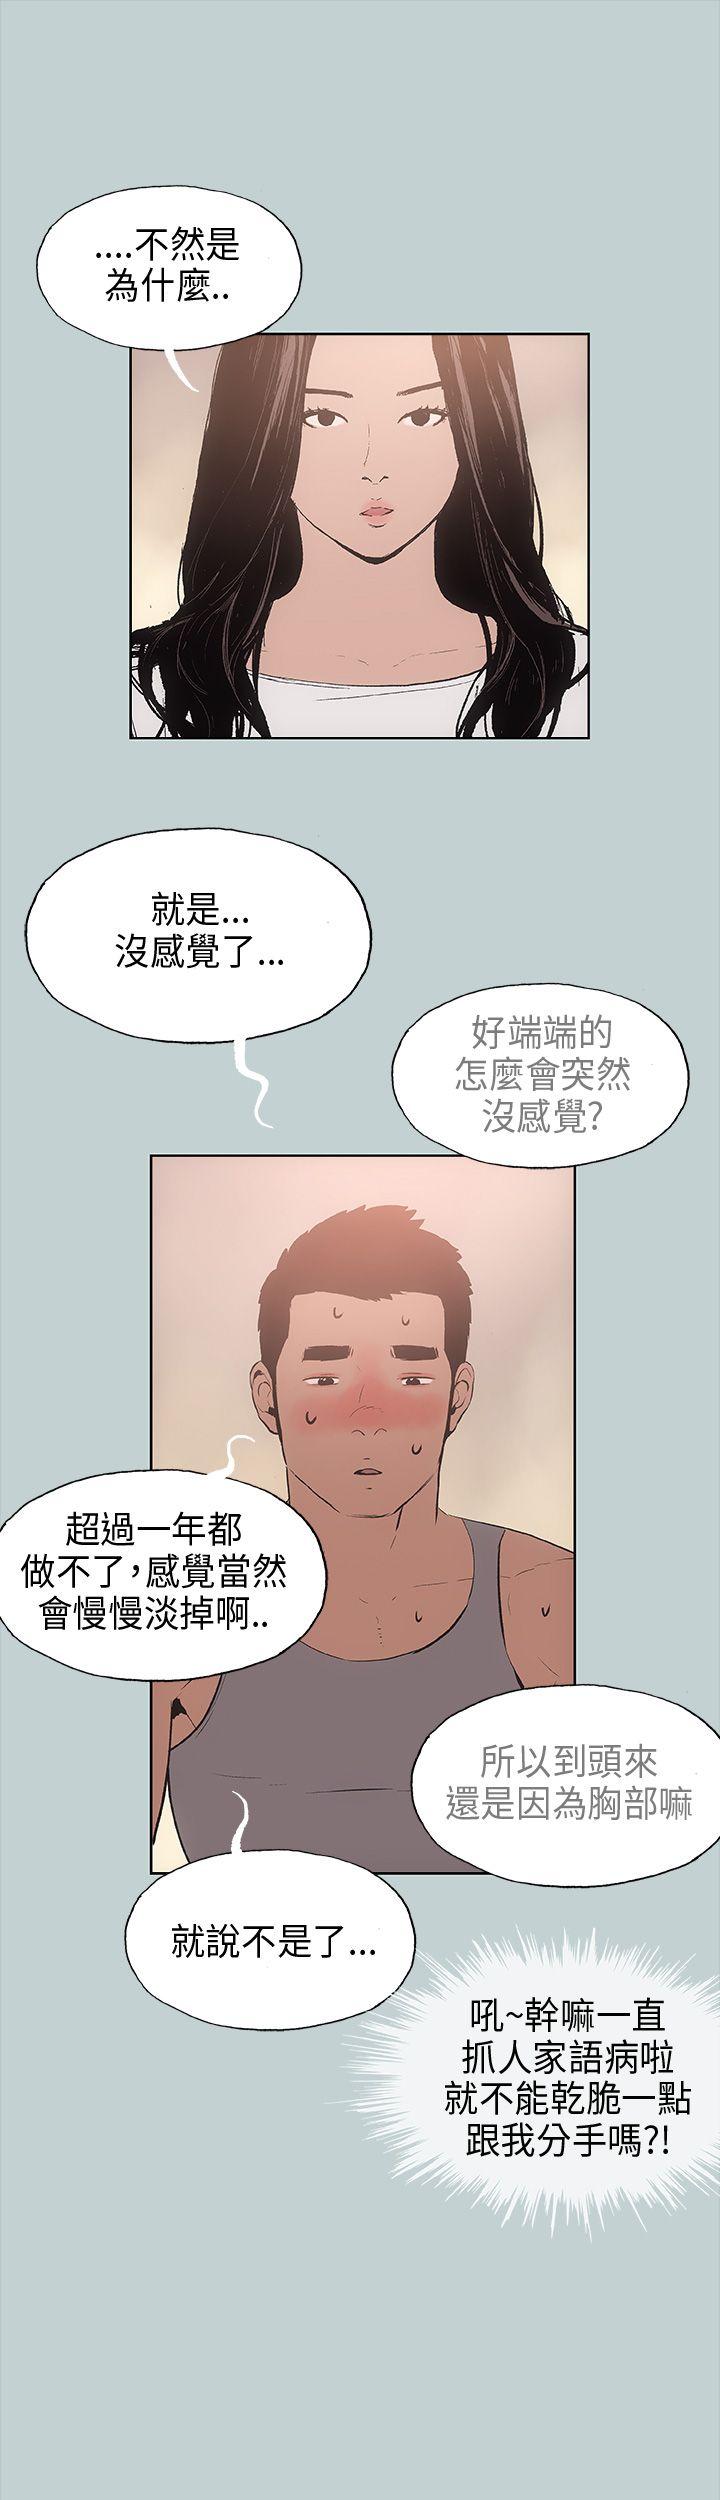 ....不然是
為什麼..
就是...
沒感覺了...
好端端的
怎麼會突然
沒感覺?
超過一年都
做不了,感覺當然
會慢慢淡掉啊..
所以到頭來
還是因為胸部嘛
就說不是了...
吼~幹嘛一直
抓人家語病啦
就不能乾脆一點
跟我分手嗎?!